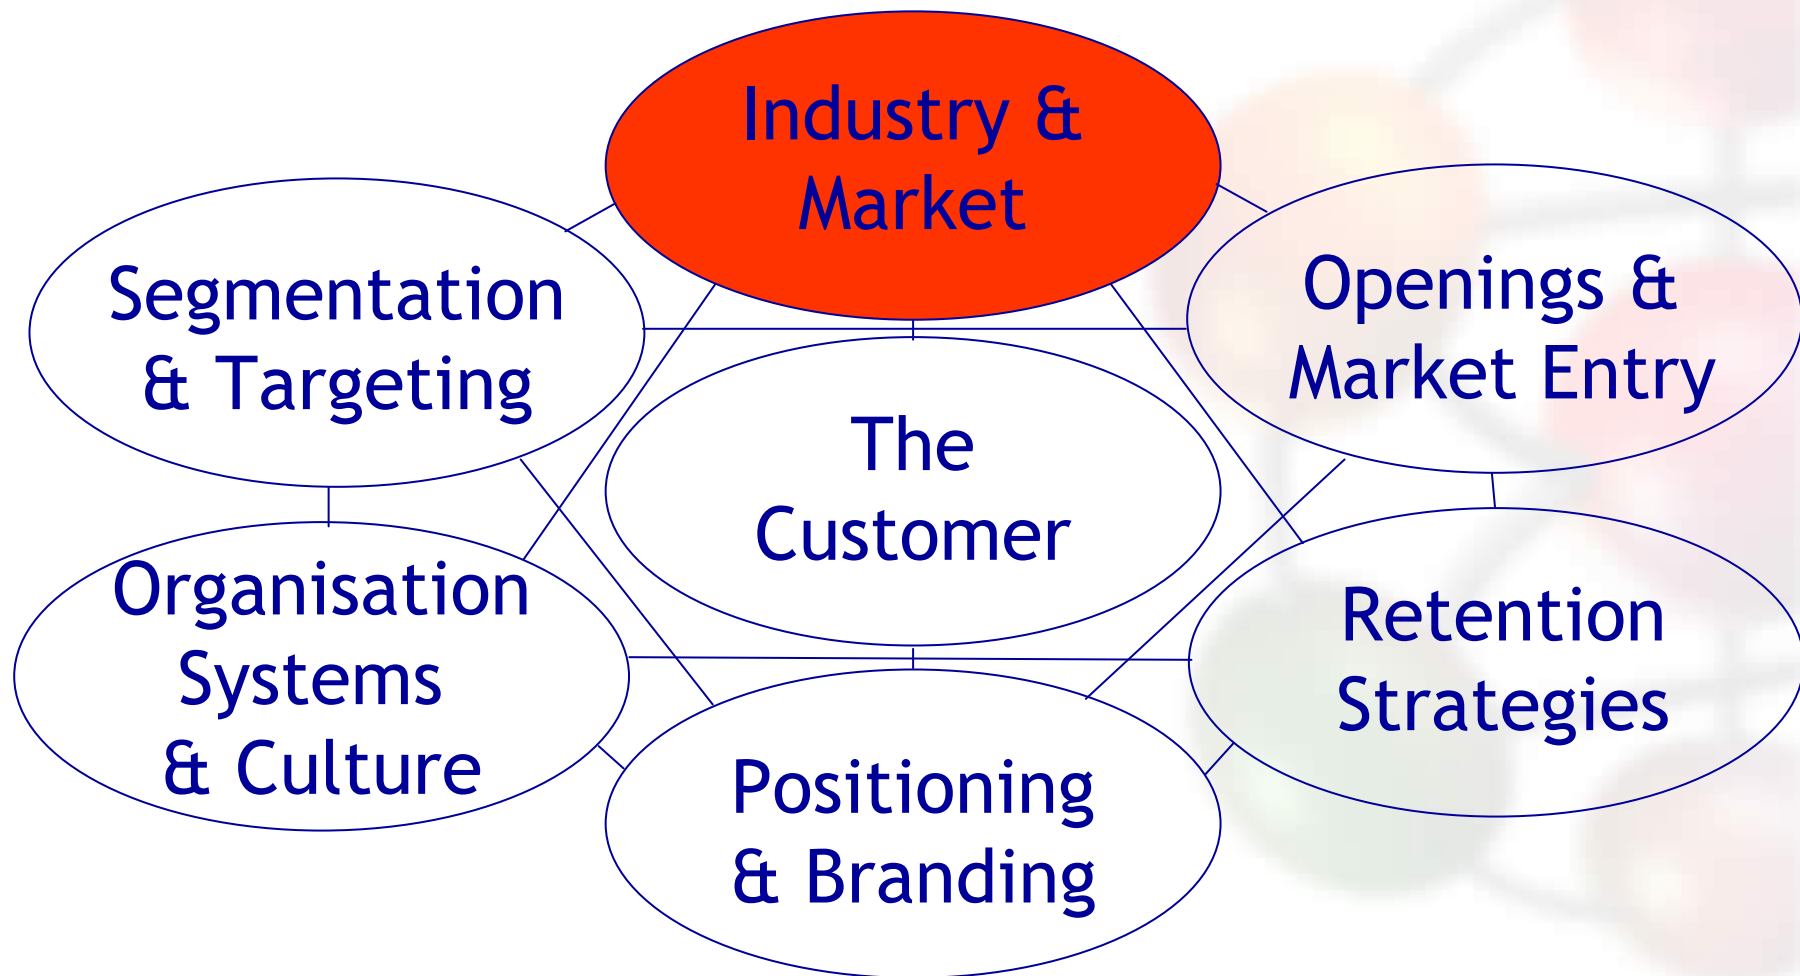 Industry &
Market
Segmentation
& Targeting
Openings &
Market Entry
The
Customer
Organisation
Systems
& Culture
Retention
Strategies
Positioning
& Branding